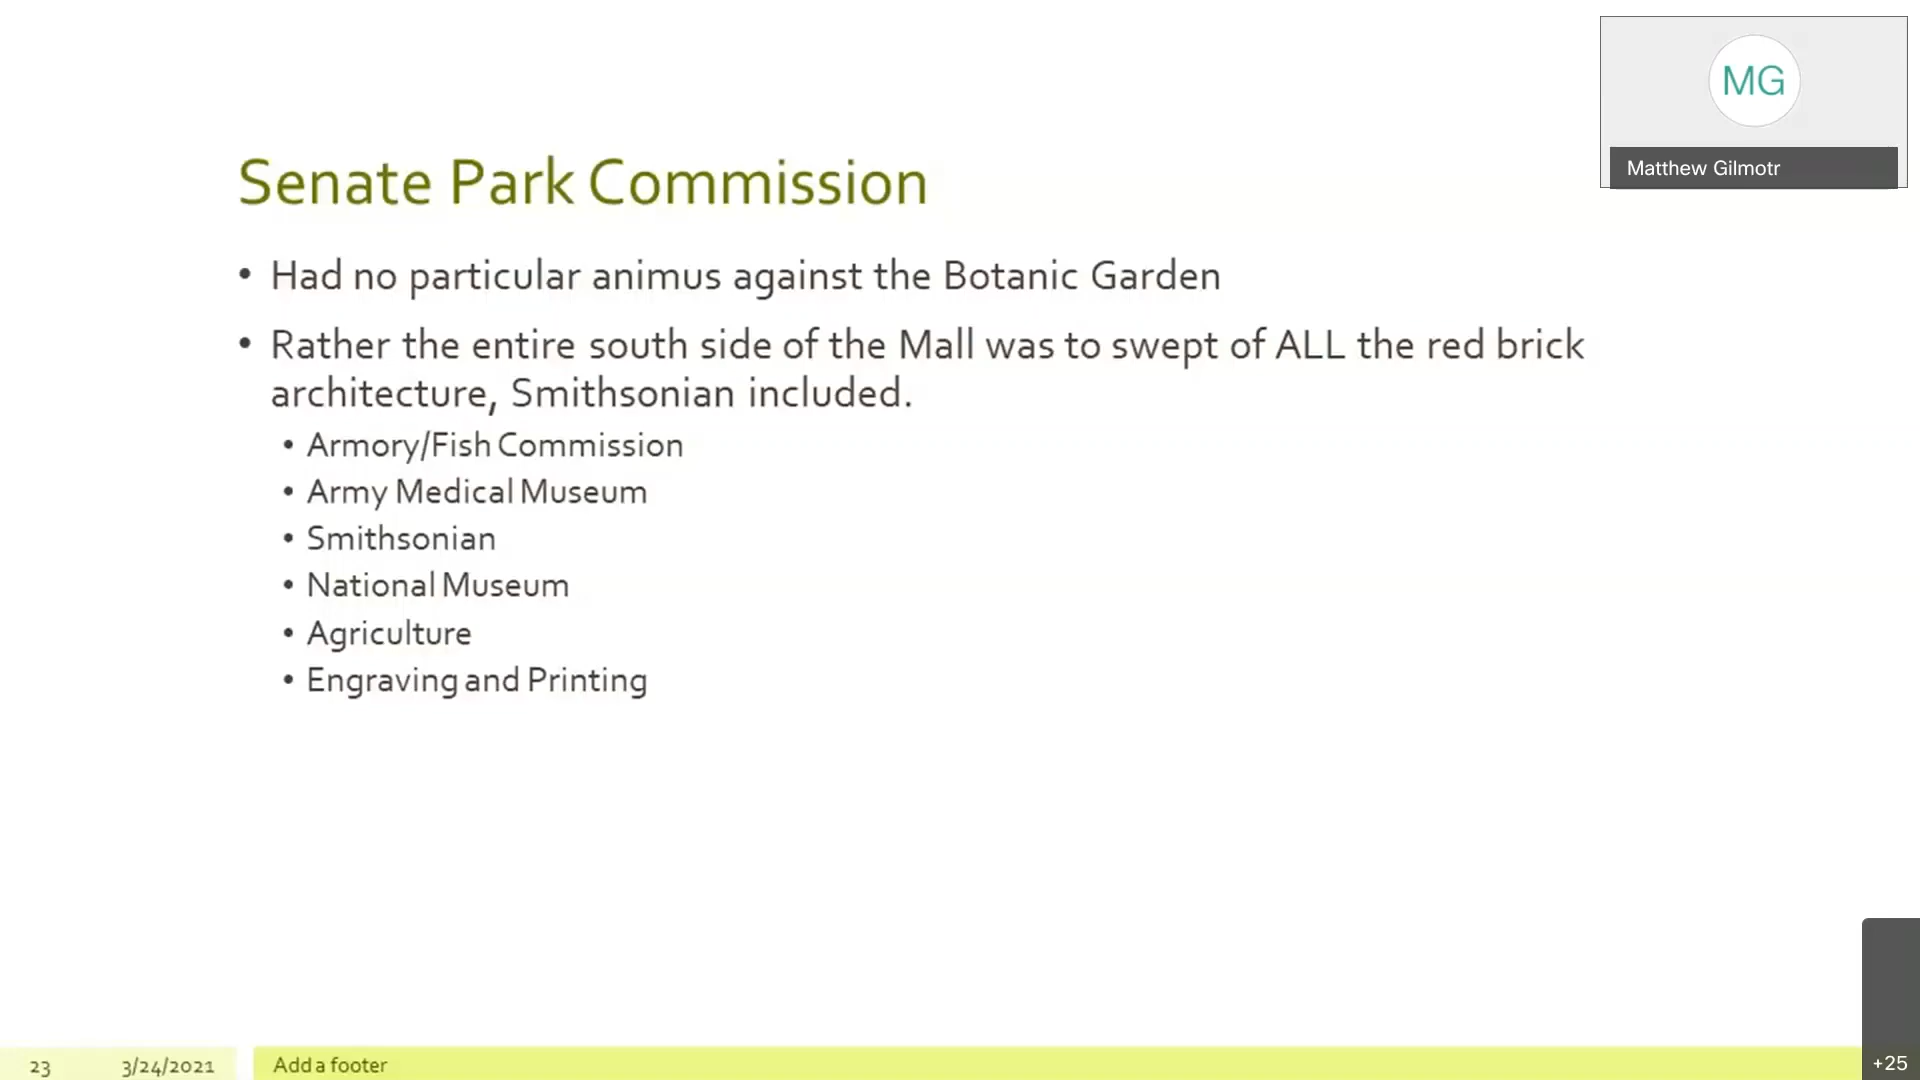 MG
Matthew Gilmotr
Senate Park Commission
• Had no particular animus against the Botanic Garden
• Rather the entire south side of the Mall was to swept of ALL the red brick
architecture, Smithsonian included.
• Armory/Fish Commission
• Army Medical Museum
• Smithsonian
• National Museum
• Agriculture
• Engraving and Printing
23
3/24/2021
Add a footer
+25